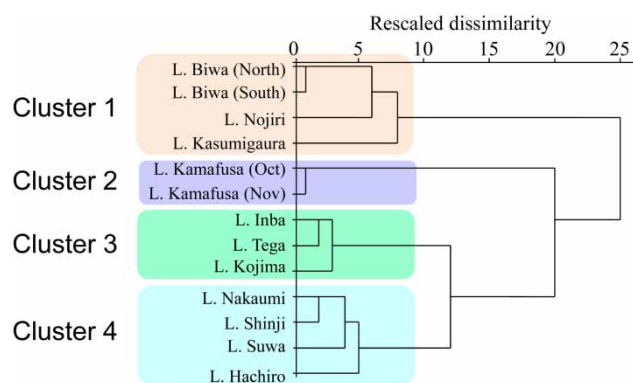 Rescaled dissimilarity
0 5 10 15 20 25
Cluster 1
L. Biwa (North)
L. Biwa (South)
L. Nojiri
L. Kasumigaura
Cluster 2
L. Kamafusa (Oct)
L. Kamafusa (Nov)
Cluster 3
L. Inba
L. Tega
L. Kojima
Cluster 4
L. Nakaumi
L. Shinji
L. Suwa
L. Hachiro